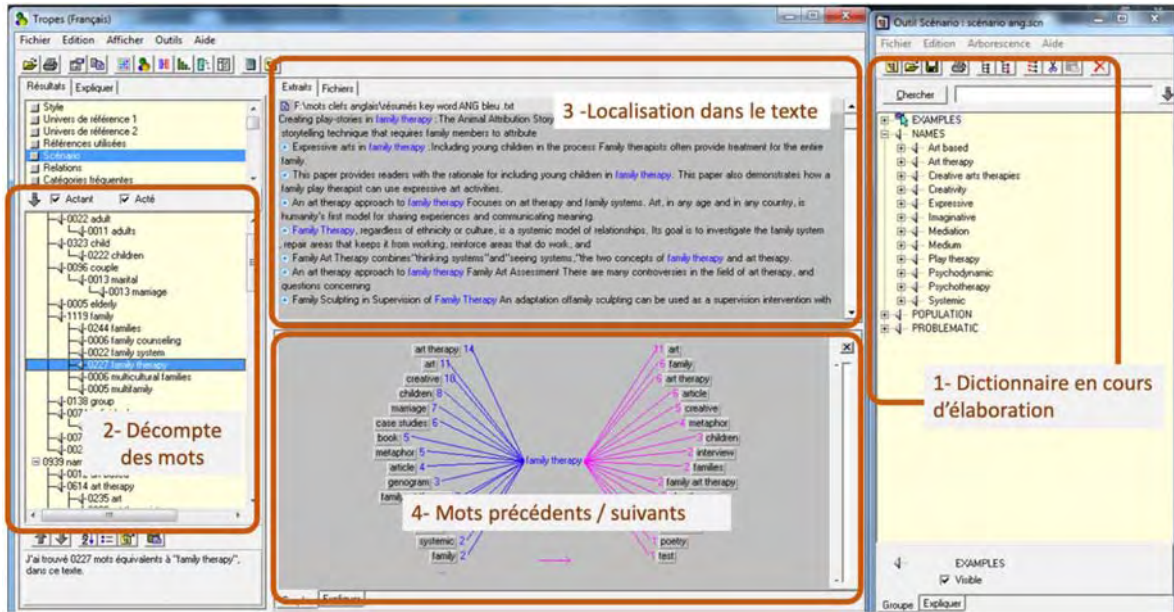 Tropes (Français)
Fichier Edition Afficher Outils Aide
Résultats Expliquer
Style
Univers de référence 1
Univers de référence 2
Références utilisées
Scénario
Relations
Catégories fréquentes
Actant Acté
0022 adult
0011 adults
0323 child
0222 children
0096 couple
0013 marital
0013 marriage
0005 elderly
1119 family
0244 families
0006 family counseling
0022 family system
0227 family therapy
0006 multicultural families
0005 multifamily
0138 group
2- Décompte
des mots
0614 art therapy
0235 art
J'ai trouvé 0227 mots équivalents à "family therapy",
dans ce texte.
Extraits Fichiers
F:\mots clefs anglais\résumés key word ANG bleu .txt
3 -Localisation dans le texte
Creating play-stories in family therapy :The Animal Attribution Story
storytelling technique that requires family members to attribute
Expressive arts in family therapy :Including young children in the process Family therapists often provide treatment for the entire
family.
This paper provides readers with the rationale for including young children in family therapy. This paper also demonstrates how a
family play therapist can use expressive art activities.
An art therapy approach to family therapy Focuses on art therapy and family systems. Art, in any age and in any country, is
humanity's first model for sharing experiences and communicating meaning.
Family Therapy, regardless of ethnicity or culture, is a systemic model of relationships, Its goal is to investigate the family system
, repair areas that keeps it from working, reinforce areas that do work, and
Family Art Therapy combines"thinking systems"and"seeing systems,"the two concepts of family therapy and art therapy.
An art therapy approach to family therapy Family Art Assessment There are many controversies in the field of art therapy, and
questions concerning
Family Sculpting in Supervision of Family Therapy An adaptation offamily sculpting can be used as a supervision intervention with
art therapy 14
art 11
creative 10
children 8
marriage 7
case studies 6
book 5
metaphor 5
article 4
genogram 3
systemic 2
family 2
family therapy
11 art
6 family
6 art therapy
6 article
5 creative
4 metaphor
3 children
2 interview
2 families
2 family art therapy
1 poetry
1 test
4- Mots précédents / suivants
Expliquer
Outil Scénario : scénario ang.scn
Fichier Edition Arborescence Aide
Chercher
EXAMPLES
NAMES
Art based
Art therapy
Creative arts therapies
Creativity
Expressive
Imaginative
Mediation
Medium
Play therapy
Psychodynamic
Psychotherapy
Systemic
POPULATION
PROBLEMATIC
1- Dictionnaire en cours
d'élaboration
EXAMPLES
Visible
Groupe Expliquer